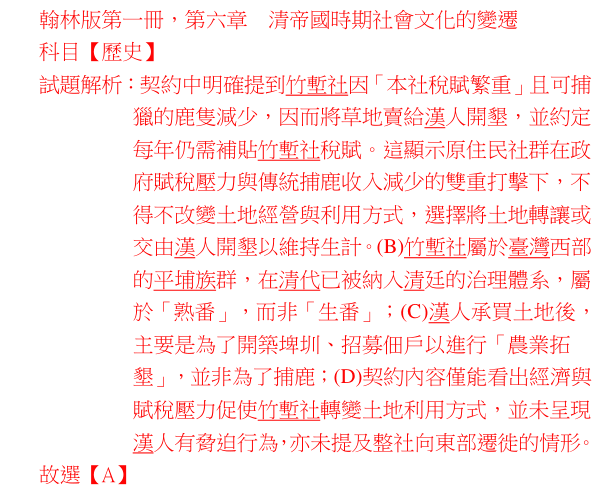 翰林版第一冊，第六章　清帝國時期社會文化的變遷
科目【歷史】
試題解析：契約中明確提到竹塹社因「本社稅賦繁重」且可捕
獵的鹿隻減少，因而將草地賣給漢人開墾，並約定
每年仍需補貼竹塹社稅賦。這顯示原住民社群在政
府賦稅壓力與傳統捕鹿收入減少的雙重打擊下，不
得不改變土地經營與利用方式，選擇將土地轉讓或
交由漢人開墾以維持生計。(B)竹塹社屬於臺灣西部
的平埔族群，在清代已被納入清廷的治理體系，屬
於「熟番」，而非「生番」；(C)漢人承買土地後，
主要是為了開築埤圳、招募佃戶以進行「農業拓
墾」，並非為了捕鹿；(D)契約內容僅能看出經濟與
賦稅壓力促使竹塹社轉變土地利用方式，並未呈現
漢人有脅迫行為，亦未提及整社向東部遷徙的情形。
故選【A】